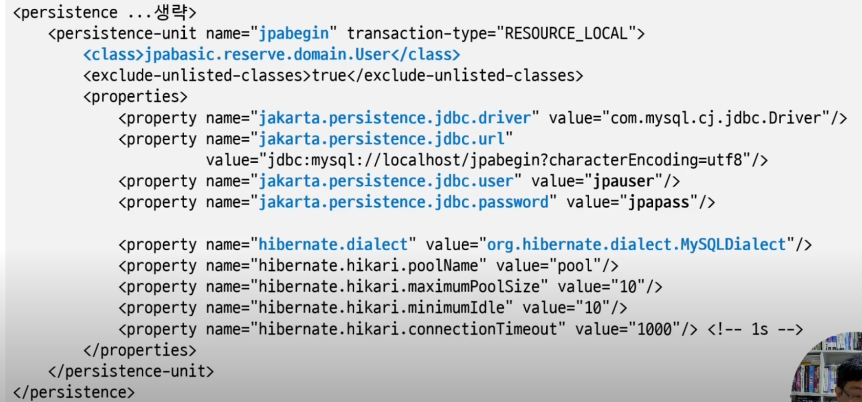 <persistence ...생략>
<persistence-unit name="jpabegin" transaction-type="RESOURCE_LOCAL">
<class>jpabasic.reserve.domain.User</class>
<exclude-unlisted-classes>true</exclude-unlisted-classes>
<properties>
<property name="jakarta.persistence.jdbc.driver" value="com.mysql.cj.jdbc.Driver"/>
<property name="jakarta.persistence.jdbc.url"
value="jdbc:mysql://localhost/jpabegin?characterEncoding=utf8"/>
<property name="jakarta.persistence.jdbc.user" value="jpauser"/>
<property name="jakarta.persistence.jdbc.password" value="jpapass"/>
<property name="hibernate.dialect" value="org.hibernate.dialect.MySQLDialect"/>
<property name="hibernate.hikari.poolName" value="pool"/>
<property name="hibernate.hikari.maximumPoolSize" value="10"/>
<property name="hibernate.hikari.minimumIdle" value="10"/>
<property name="hibernate.hikari.connectionTimeout" value="1000"/> <!-- 1s -->
</properties>
</persistence-unit>
</persistence>